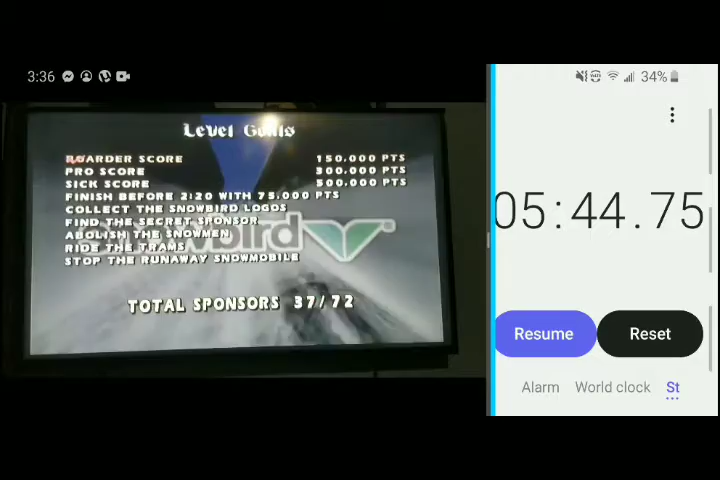 3:36
34%
LEVEL GOALS
BOARDER SCORE 150.000 PTS
PRO SCORE 300.000 PTS
SICK SCORE 500.000 PTS
FINISH BEFORE 2:20 WITH 75.000 PTS
COLLECT THE SNOWBIRD LOGOS
FIND THE SECRET SPONSOR
ABOLISH THE SNOWMEN
RIDE THE TRAMS
STOP THE RUNAWAY SNOWMOBILE
TOTAL SPONSORS 37/72
05:44.75
Resume Reset
Alarm World clock St